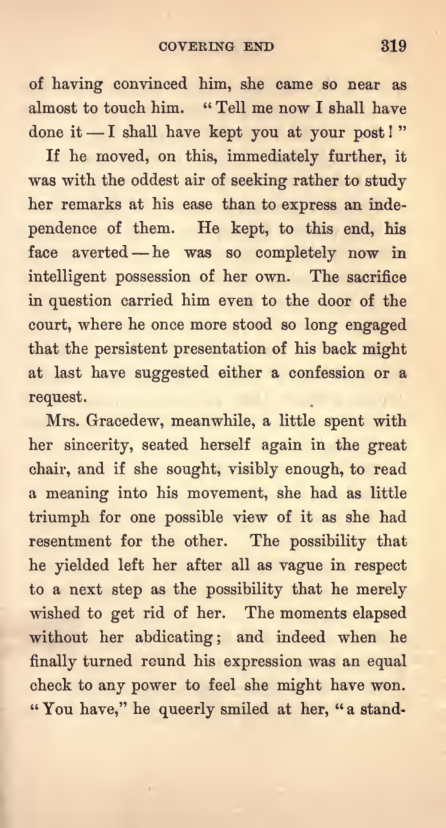 COVERING END 319
of having convinced him, she came so near as
almost to touch him. “Tell me now I shall have
done it — I shall have kept you at your post!”
If he moved, on this, immediately further, it
was with the oddest air of seeking rather to study
her remarks at his ease than to express an inde-
pendence of them. He kept, to this end, his
face averted — he was so completely now in
intelligent possession of her own. The sacrifice
in question carried him even to the door of the
court, where he once more stood so long engaged
that the persistent presentation of his back might
at last have suggested either a confession or a
request.
Mrs. Gracedew, meanwhile, a little spent with
her sincerity, seated herself again in the great
chair, and if she sought, visibly enough, to read
a meaning into his movement, she had as little
triumph for one possible view of it as she had
resentment for the other. The possibility that
he yielded left her after all as vague in respect
to a next step as the possibility that he merely
wished to get rid of her. The moments elapsed
without her abdicating; and indeed when he
finally turned round his expression was an equal
check to any power to feel she might have won.
“You have,” he queerly smiled at her, “a stand-